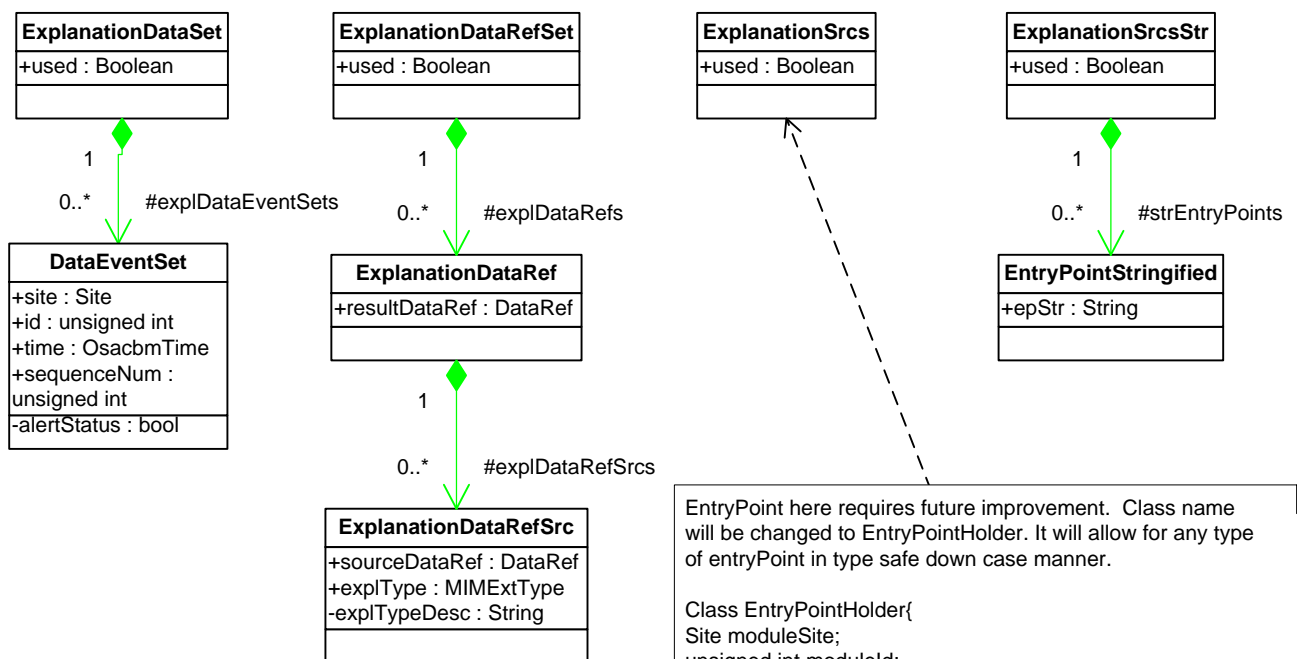 ExplanationDataSet
+used : Boolean
1
0..*
#explDataEventSets
DataEventSet
+site : Site
+id : unsigned int
+time : OsacbmTime
+sequenceNum :
unsigned int
-alertStatus : bool
ExplanationDataRefSet
+used : Boolean
1
0..*
#explDataRefs
ExplanationDataRef
+resultDataRef : DataRef
1
0..*
#explDataRefSrcs
ExplanationDataRefSrc
+sourceDataRef : DataRef
+explType : MIMExtType
-explTypeDesc : String
ExplanationSrcs
+used : Boolean
ExplanationSrcsStr
+used : Boolean
1
0..*
#strEntryPoints
EntryPointStringified
+epStr : String
EntryPoint here requires future improvement. Class name
will be changed to EntryPointHolder. It will allow for any type
of entryPoint in type safe down case manner.
Class EntryPointHolder{
Site moduleSite;
unsigned int moduleId;